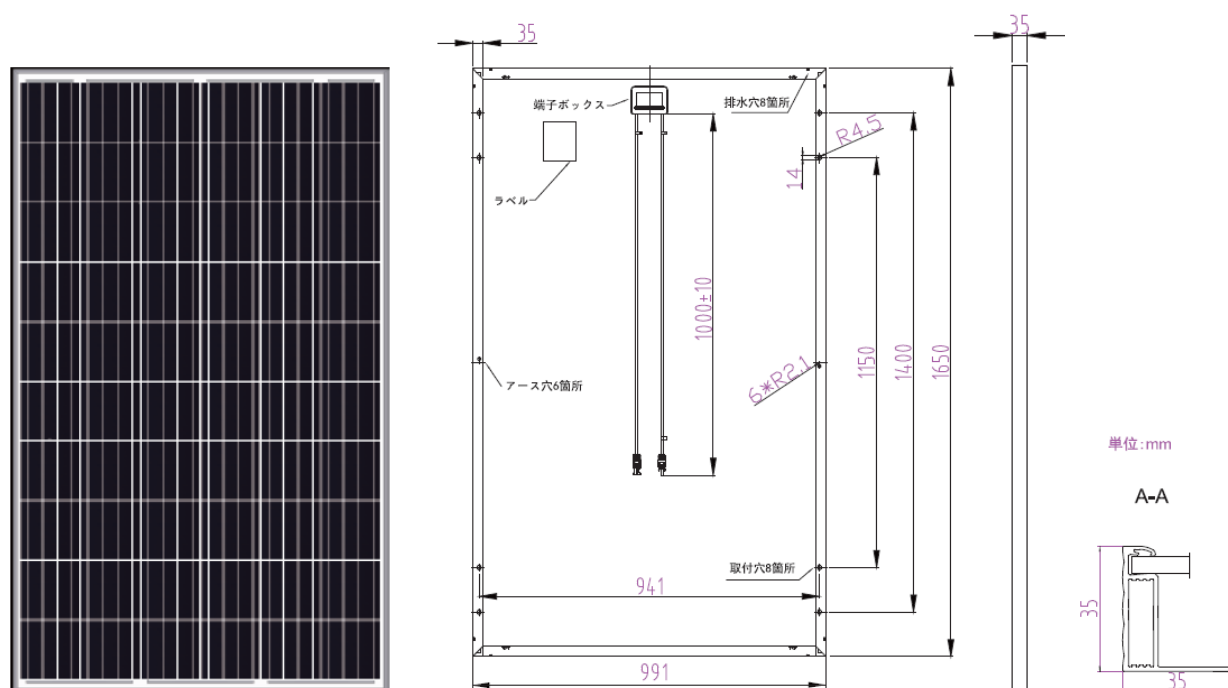 35
35
端子ボックス
排水穴8箇所
R4.5
14
ラベル
1000±10
1150
1400
1650
アース穴6箇所
6*R2.1
単位:mm
A-A
取付穴8箇所
941
35
991
35